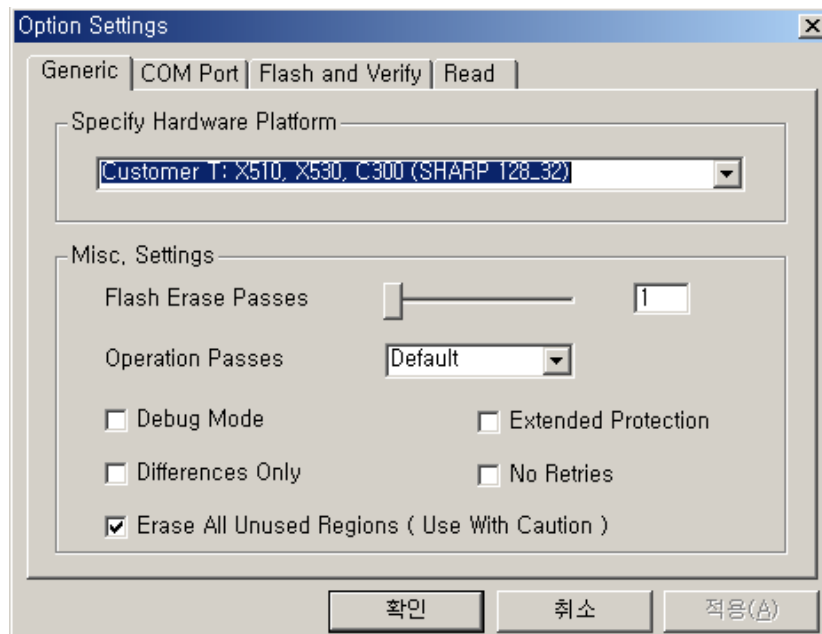 Option Settings
Generic COM Port Flash and Verify Read
Specify Hardware Platform
Customer T: X510, X530, C300 (SHARP 128_32)
Misc. Settings
Flash Erase Passes 1
Operation Passes Default
Debug Mode Extended Protection
Differences Only No Retries
Erase All Unused Regions ( Use With Caution )
확인 취소 적용(A)